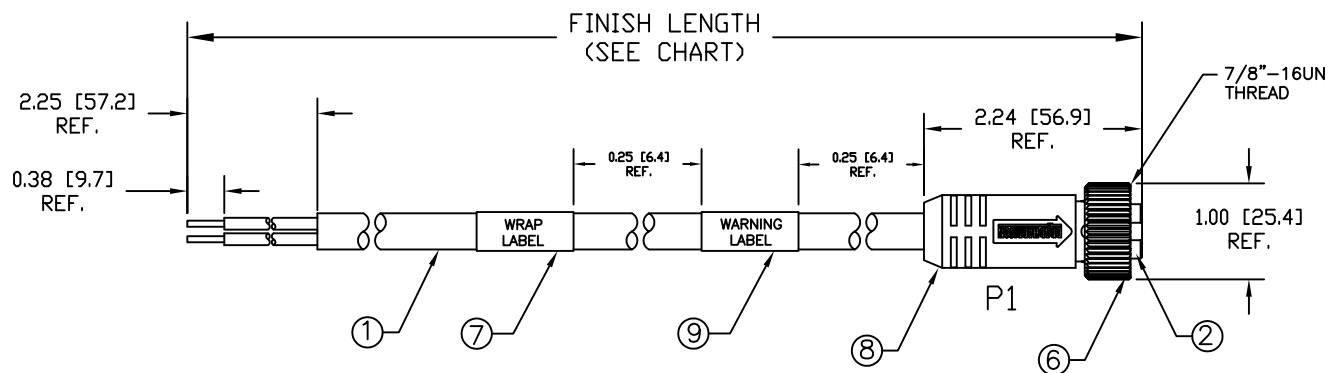 FINISH LENGTH
(SEE CHART)
7/8"-16UN
THREAD
2.25 [57.2]
REF.
2.24 [56.9]
REF.
0.25 [6.4]
REF.
0.25 [6.4]
REF.
0.38 [9.7]
REF.
1.00 [25.4]
REF.
WRAP
LABEL
WARNING
LABEL
P1
1
7
9
8
6
2